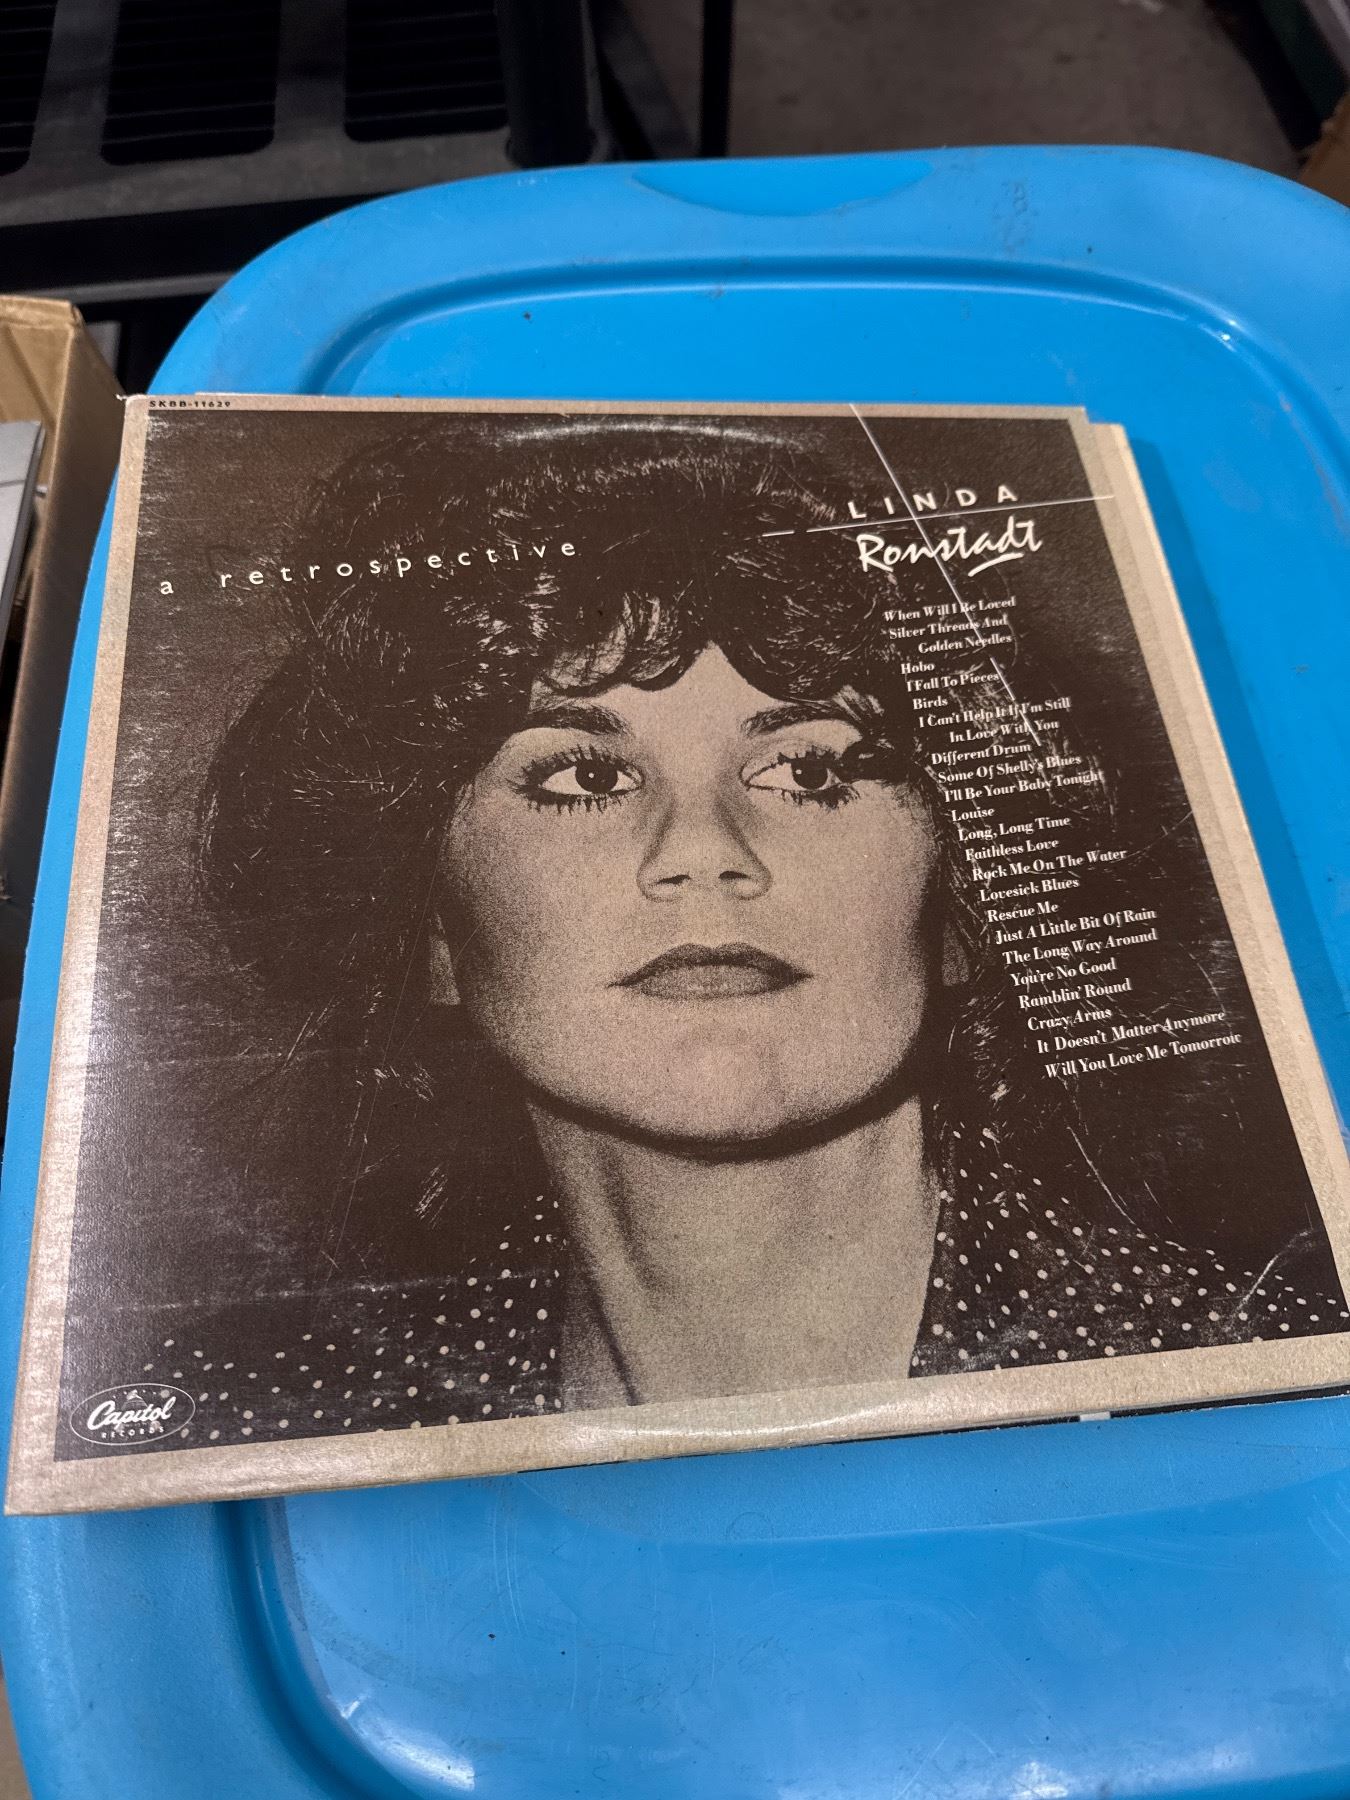 SKBB-11629
a retrospective
LINDA
Ronstadt
When Will I Be Loved
Silver Threads And
Golden Needles
Hobo
I Fall To Pieces
Birds
I Can't Help It If I'm Still
In Love With You
Different Drum
Some Of Shelly's Blues
I'll Be Your Baby Tonight
Louise
Long, Long Time
Faithless Love
Rock Me On The Water
Lovesick Blues
Rescue Me
Just A Little Bit Of Rain
The Long Way Around
You're No Good
Ramblin' Round
Crazy Arms
It Doesn't Matter Anymore
Will You Love Me Tomorrow
Capitol
RECORDS